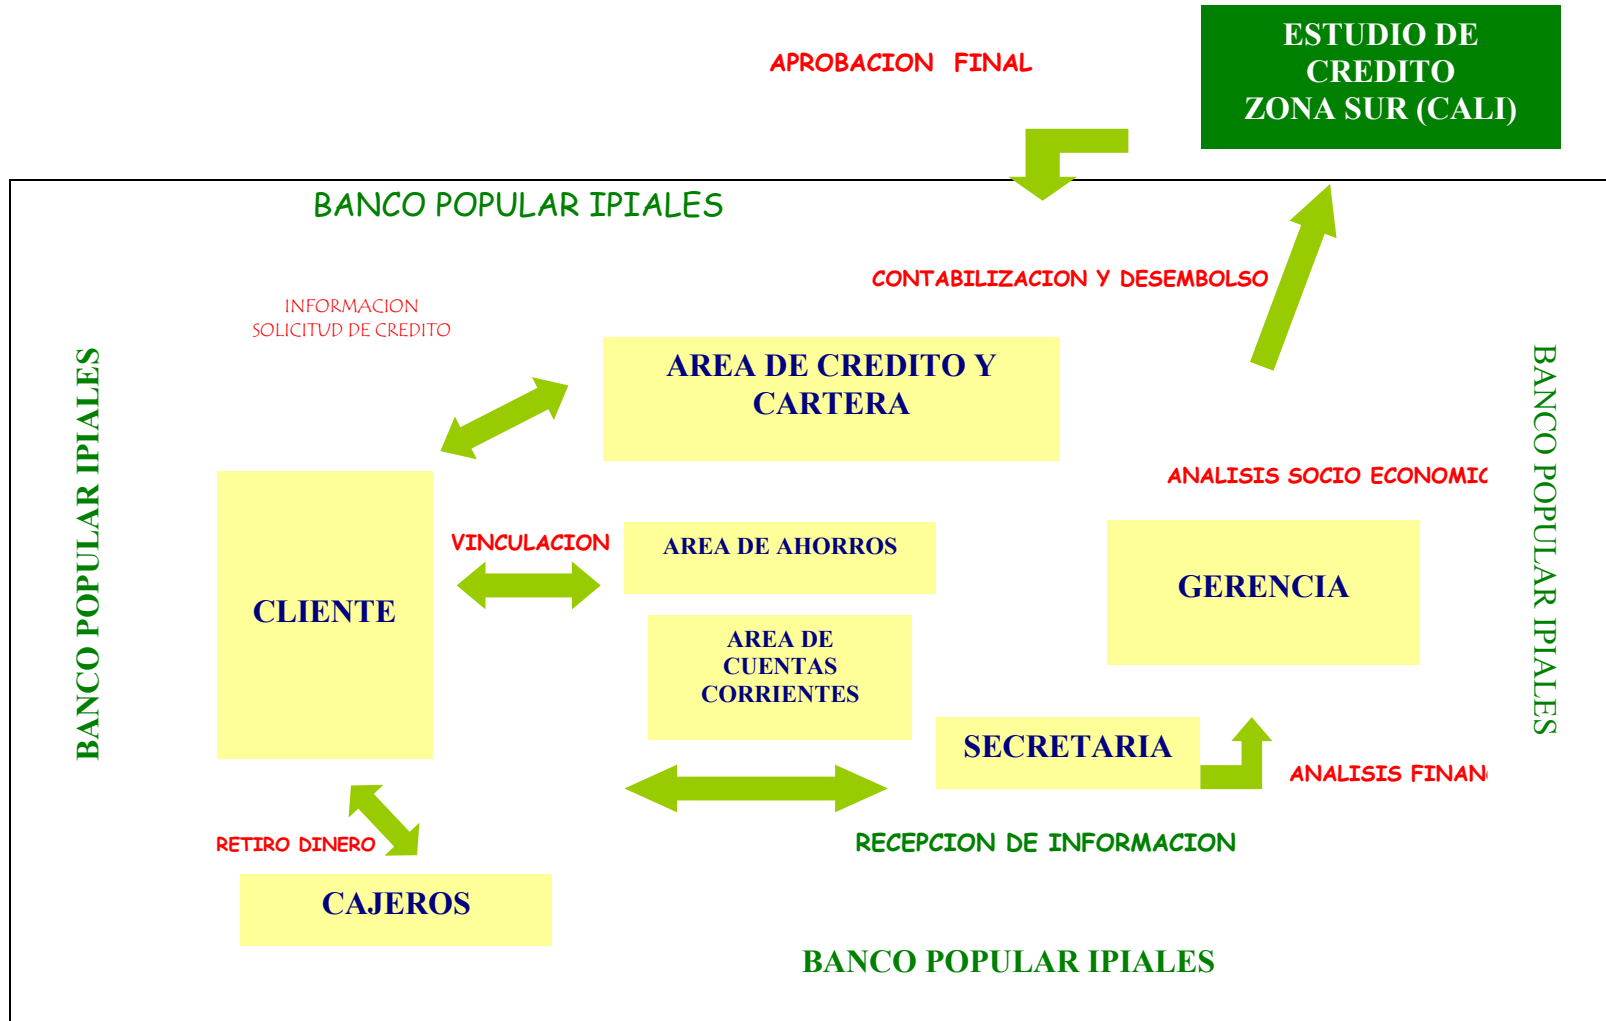 ESTUDIO DE
CREDITO
ZONA SUR (CALI)
APROBACION FINAL
BANCO POPULAR IPIALES
CONTABILIZACION Y DESEMBOLSO
INFORMACION
SOLICITUD DE CREDITO
AREA DE CREDITO Y
CARTERA
BANCO POPULAR IPIALES
BANCO POPULAR IPIALES
ANALISIS SOCIO ECONOMIC
VINCULACION
AREA DE AHORROS
CLIENTE
GERENCIA
AREA DE
CUENTAS
CORRIENTES
SECRETARIA
ANALISIS FINAN
RETIRO DINERO
RECEPCION DE INFORMACION
CAJEROS
BANCO POPULAR IPIALES